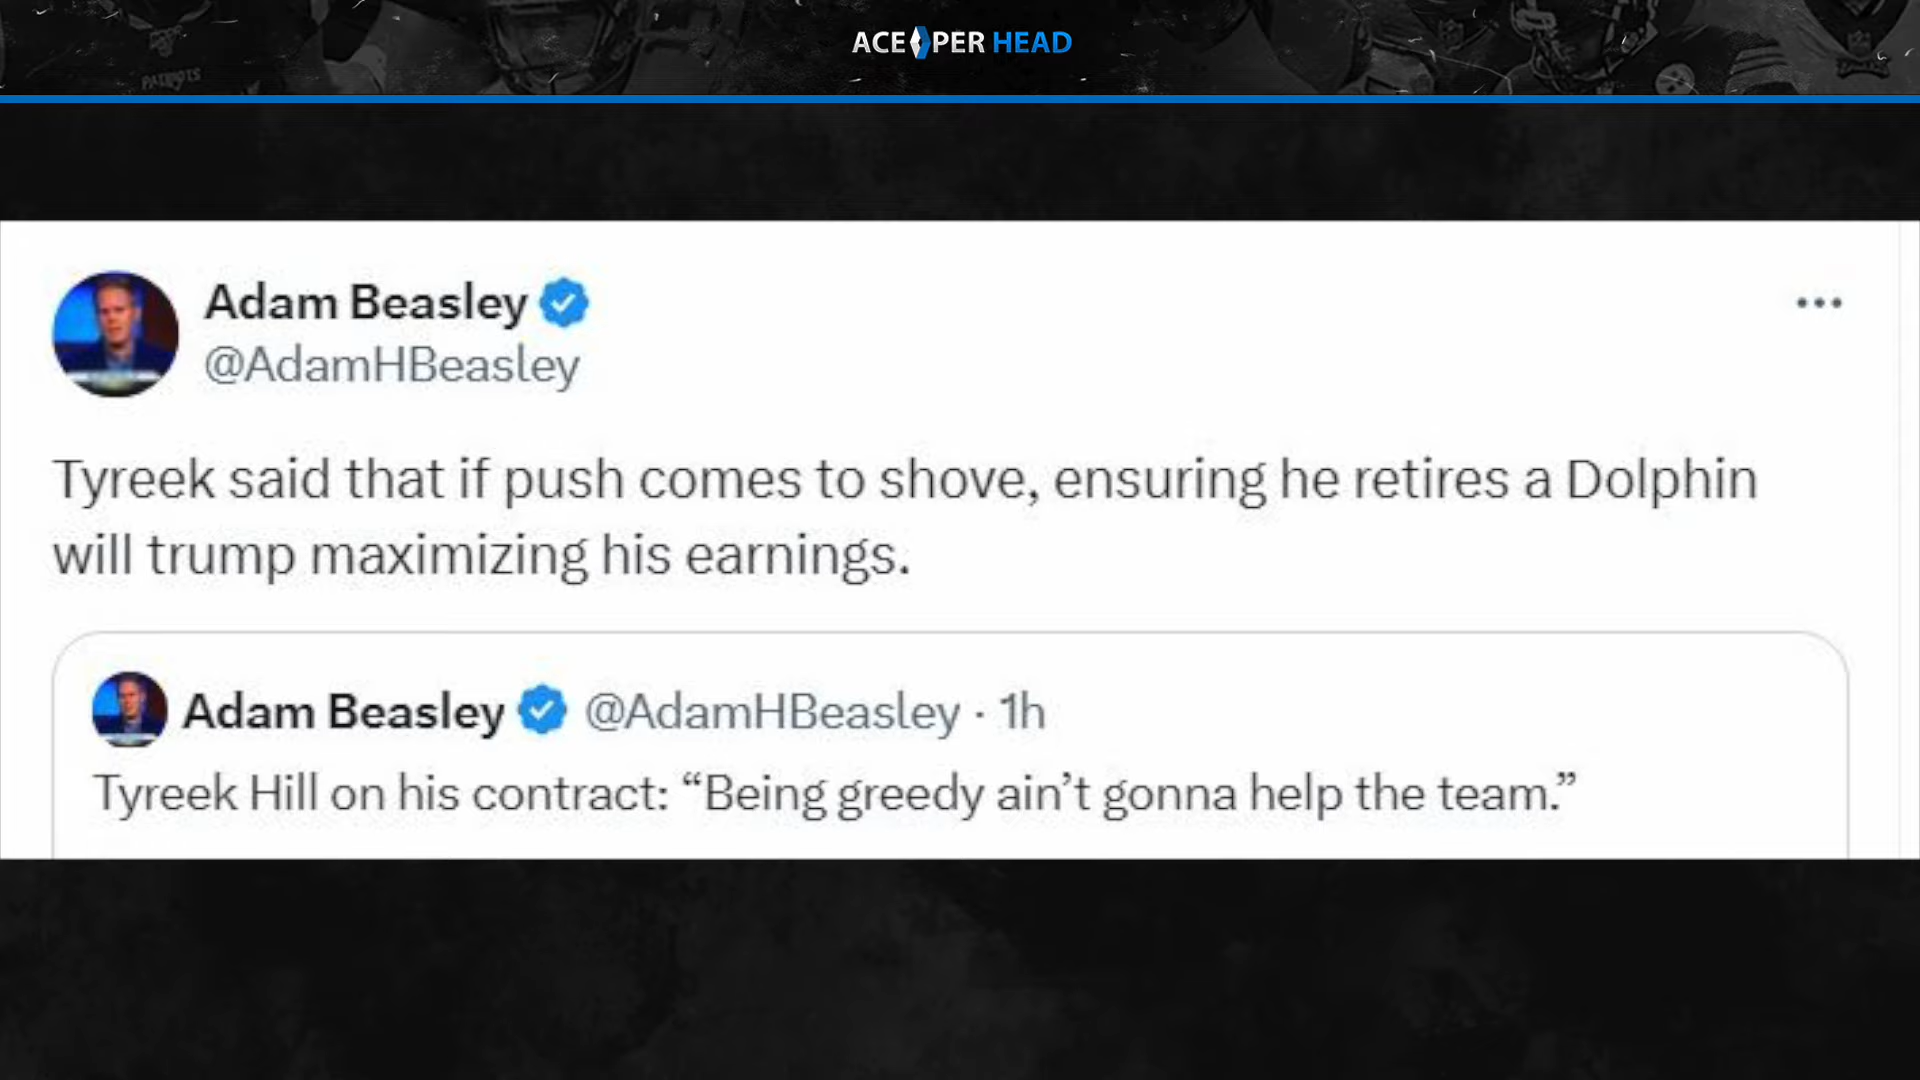 PATRIOTS
ACE PER HEAD
Adam Beasley
@AdamHBeasley
Tyreek said that if push comes to shove, ensuring he retires a Dolphin
will trump maximizing his earnings.
Adam Beasley @AdamHBeasley · 1h
Tyreek Hill on his contract: “Being greedy ain’t gonna help the team.”